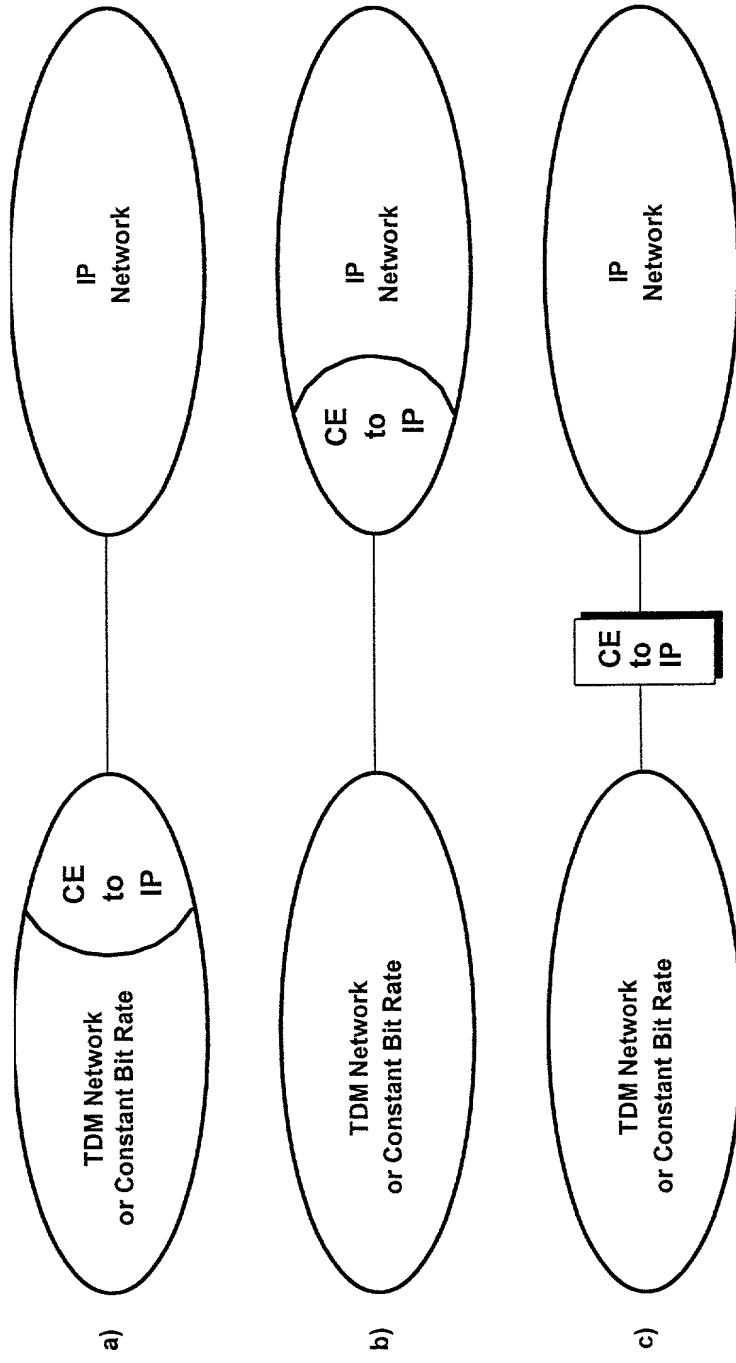 a)
TDM Network
or Constant Bit Rate
CE
to
IP
IP
Network
b)
TDM Network
or Constant Bit Rate
CE
to
IP
IP
Network
c)
TDM Network
or Constant Bit Rate
CE
to
IP
IP
Network